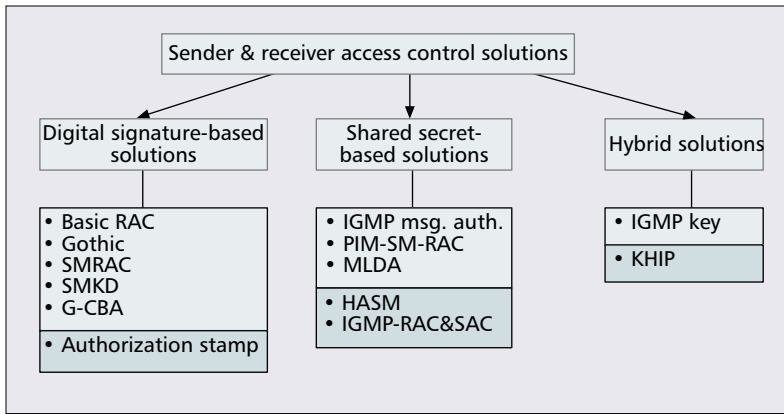 Sender & receiver access control solutions
Digital signature-based
solutions
Shared secret-
based solutions
Hybrid solutions
• Basic RAC
• Gothic
• SMRAC
• SMKD
• G-CBA
• Authorization stamp
• IGMP msg. auth.
• PIM-SM-RAC
• MLDA
• HASM
• IGMP-RAC&SAC
• IGMP key
• KHIP